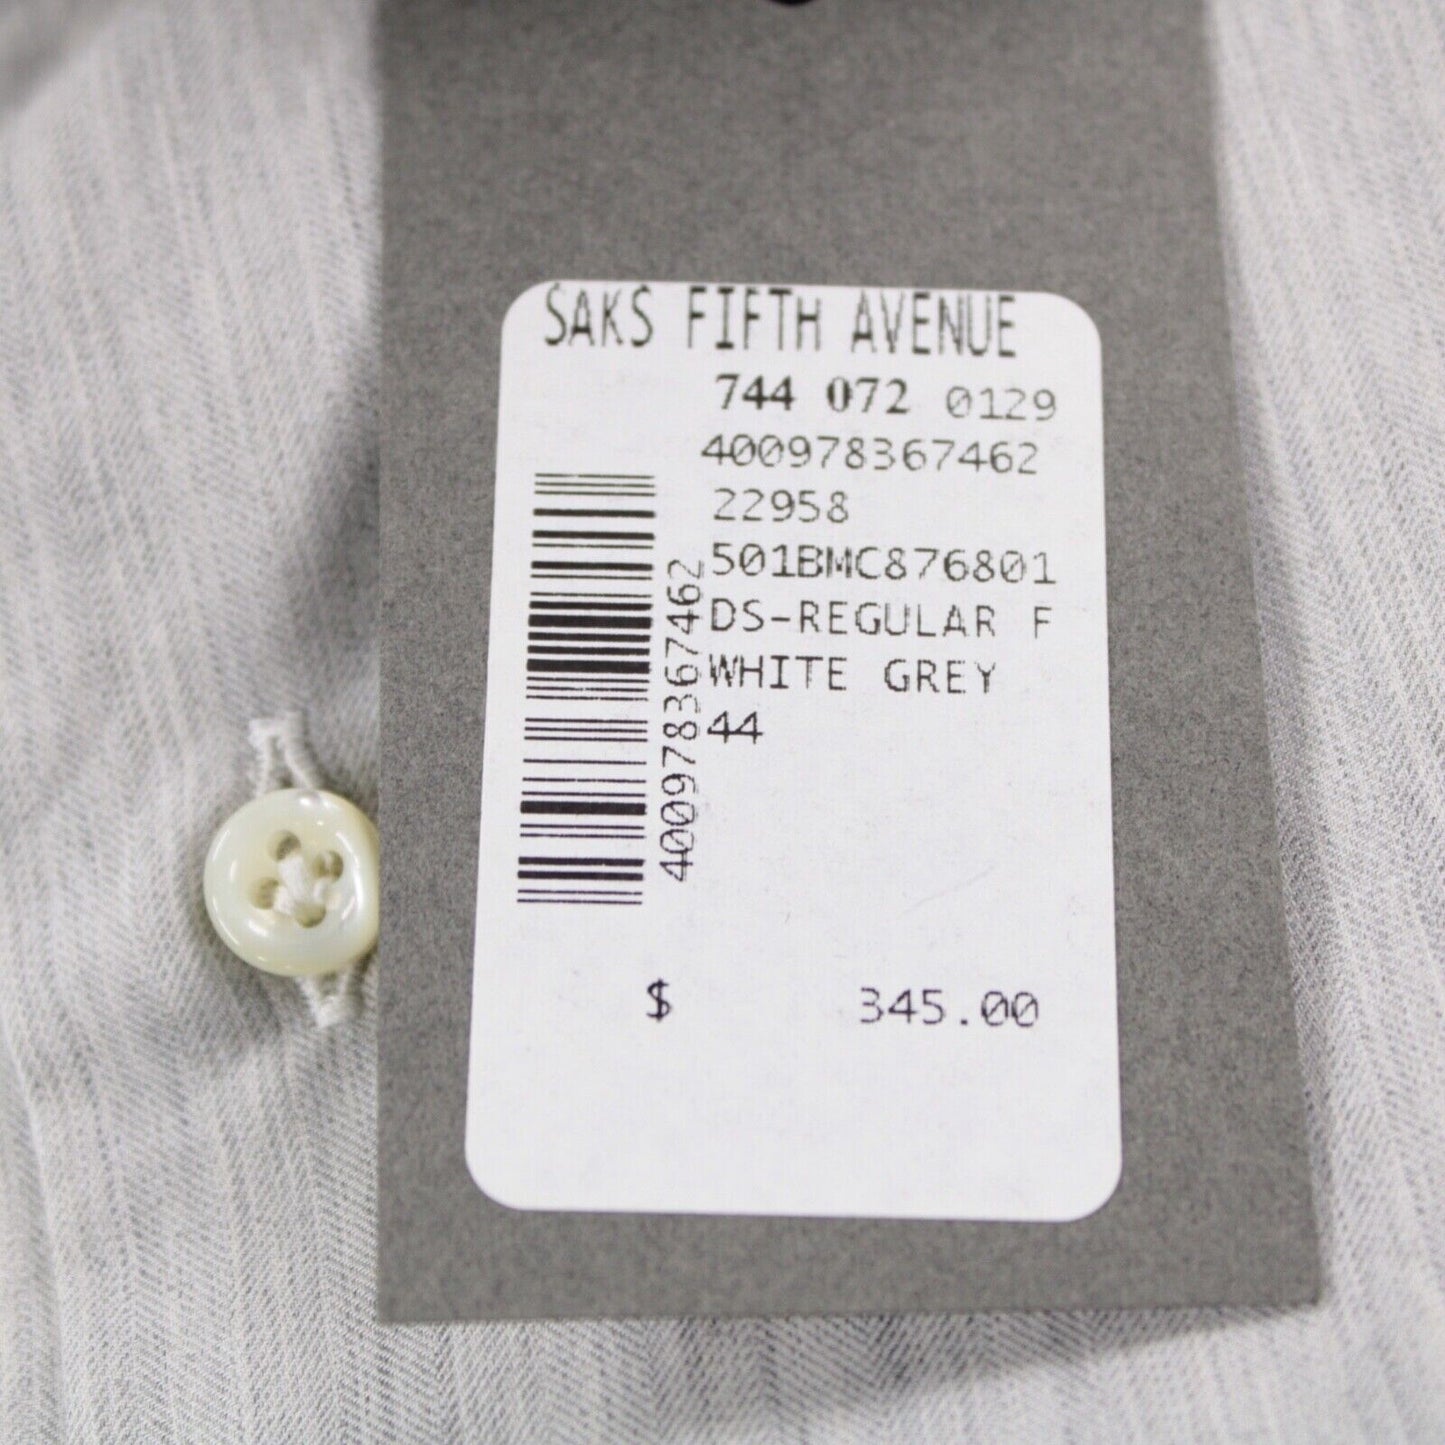 SAKS FIFTH AVENUE
744 072 0129
400978367462
22958
501BMC876801
DS-REGULAR F
WHITE GREY
44
400978367462
$ 345.00